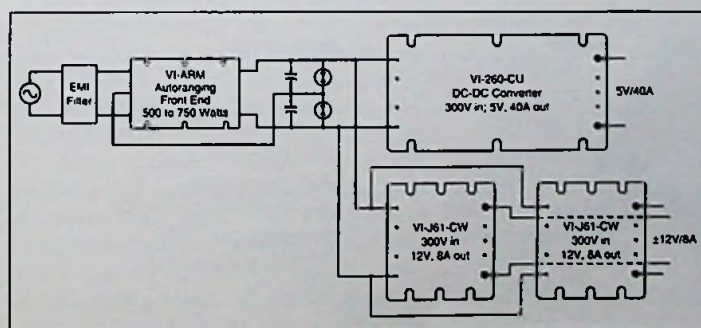 EMI
Filter
VI-ARM
Autoranging
Front End
500 to 750 Watts
VI-260-CU
DC-DC Converter
300V in; 5V, 40A out
5V/40A
VI-J61-CW
300V in
12V, 8A out
VI-J61-CW
300V in
12V, 8A out
±12V/8A